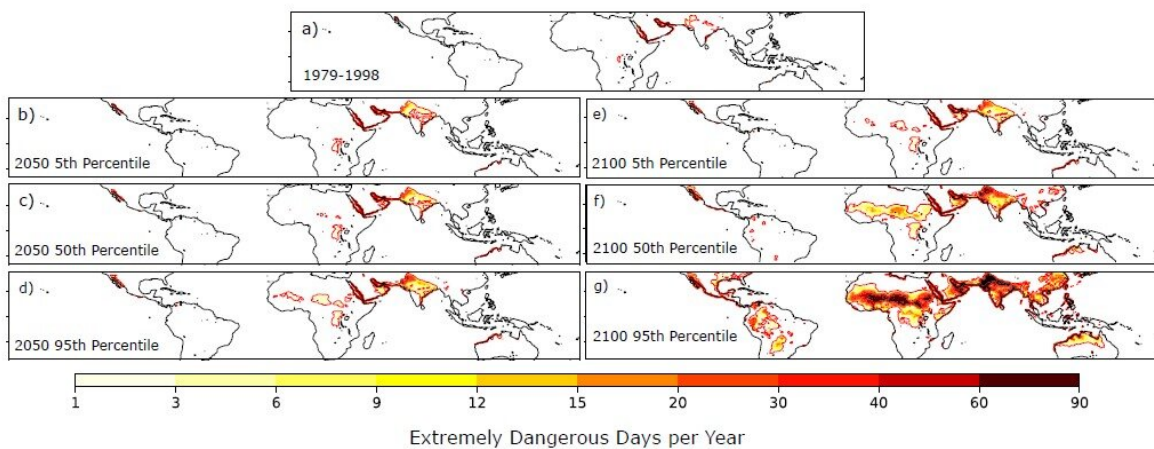 a)
1979-1998
b)
2050 5th Percentile
e)
2100 5th Percentile
c)
2050 50th Percentile
f)
2100 50th Percentile
d)
2050 95th Percentile
g)
2100 95th Percentile
1 3 6 9 12 15 20 30 40 60 90
Extremely Dangerous Days per Year